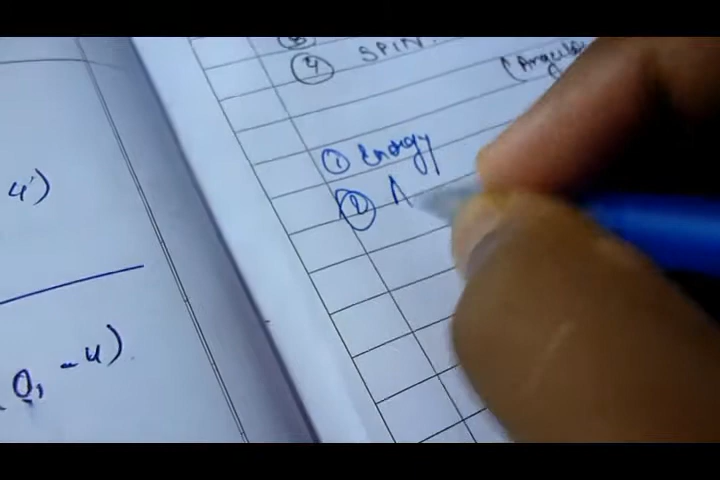 ④ SPIN.
(Angular
① Energy
② A
4')
0, -4)